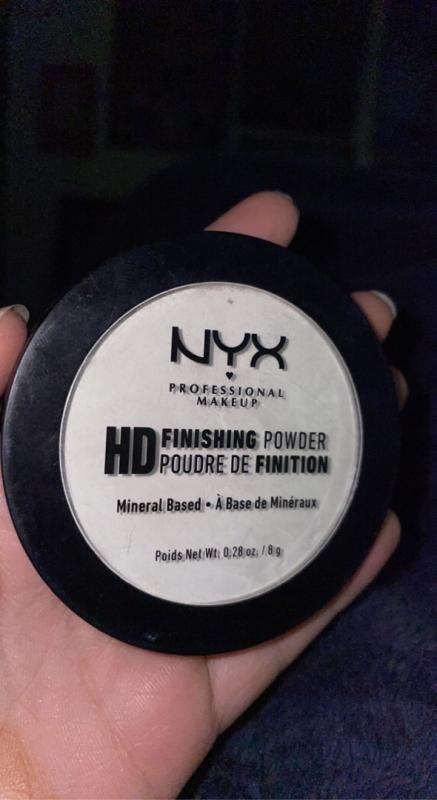 NYX
PROFESSIONAL
MAKEUP
HD FINISHING POWDER
POUDRE DE FINITION
Mineral Based • À Base de Minéraux
Poids Net Wt. 0.28 oz. / 8 g